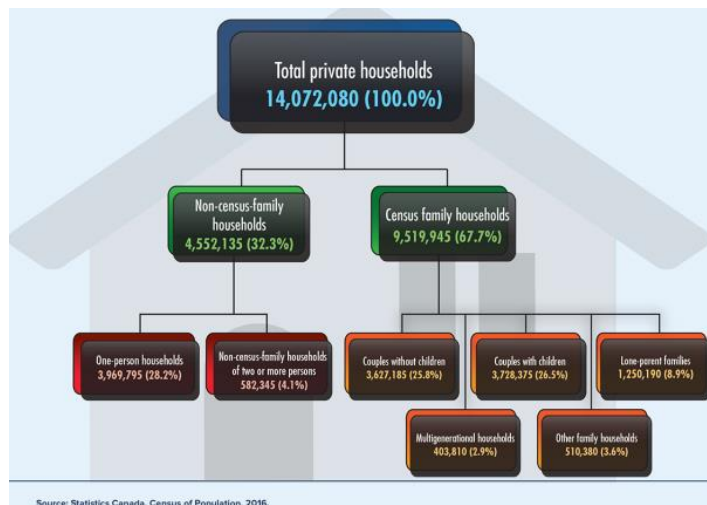 Total private households
14,072,080 (100.0%)
Non-census-family
households
4,552,135 (32.3%)
Census family households
9,519,945 (67.7%)
One-person households
3,969,795 (28.2%)
Non-census-family households
of two or more persons
582,345 (4.1%)
Couples without children
3,627,185 (25.8%)
Couples with children
3,728,375 (26.5%)
Lone-parent families
1,250,190 (8.9%)
Multigenerational households
403,810 (2.9%)
Other family households
510,380 (3.6%)
Source: Statistics Canada, Census of Population, 2016.